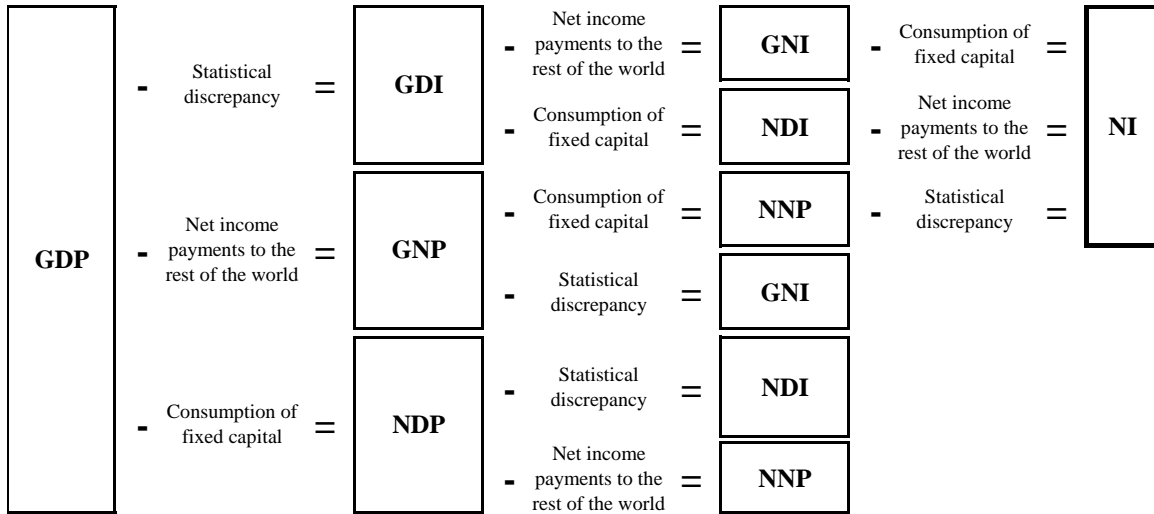 Net income
payments to the
rest of the world
- = GNI - Consumption of
fixed capital =
- Statistical
discrepancy = GDI
- Consumption of
fixed capital = NDI - Net income
payments to the
rest of the world = NI
GDP - Net income
payments to the
rest of the world = GNP
- Consumption of
fixed capital = NNP - Statistical
discrepancy =
- Statistical
discrepancy = GNI
- Consumption of
fixed capital = NDP
- Statistical
discrepancy = NDI
- Net income
payments to the
rest of the world = NNP